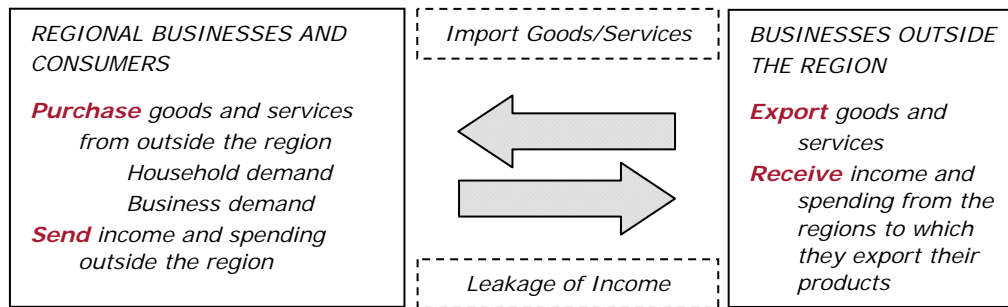 REGIONAL BUSINESSES AND
CONSUMERS
Purchase goods and services
from outside the region
Household demand
Business demand
Send income and spending
outside the region
Import Goods/Services
Leakage of Income
BUSINESSES OUTSIDE
THE REGION
Export goods and
services
Receive income and
spending from the
regions to which
they export their
products